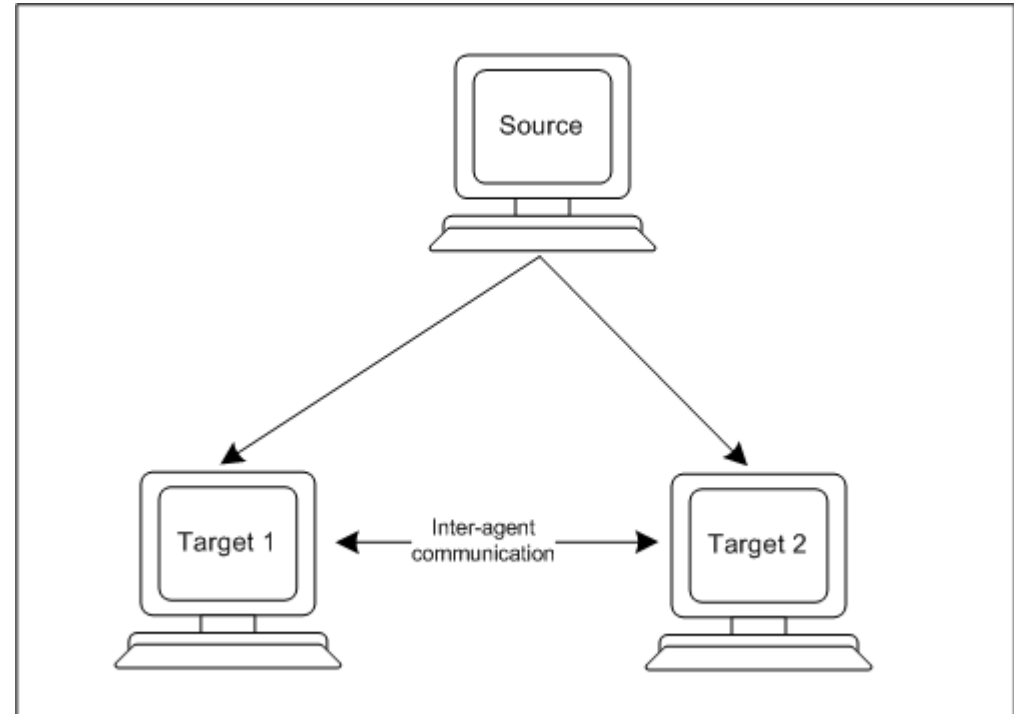 Source
Target 1
Inter-agent
communication
Target 2